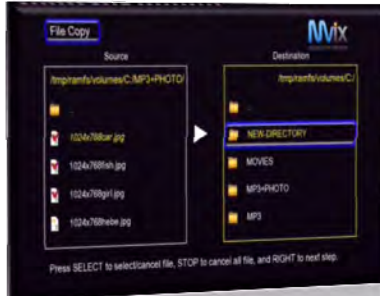 File Copy
Mvix
Source
Destination
/tmp/ramfs/volumes/C:/MP3+PHOTO/
/tmp/ramfs/volumes/C:/
..
1024x768car.jpg
1024x768fish.jpg
1024x768girl.jpg
1024x768hebe.jpg
..
NEW-DIRECTORY
MOVIES
MP3+PHOTO
MP3
Press SELECT to select/cancel file, STOP to cancel all file, and RIGHT to next step.